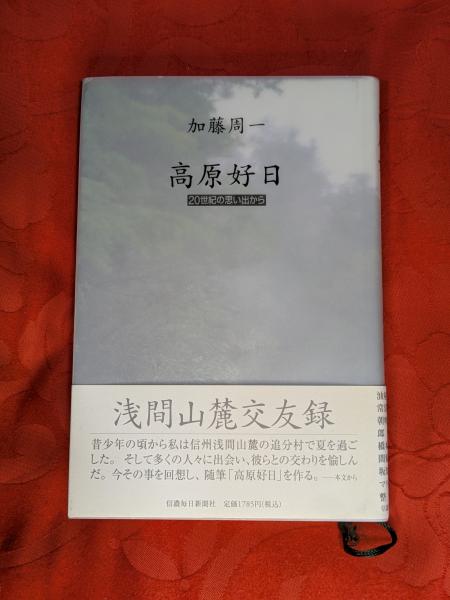 加藤周一
高原好日
20世紀の思い出から
浅間山麓交友録
昔少年の頃から私は信州浅間山麓の追分村で夏を過ご
した。そして多くの人々に出会い、彼らとの交わりを愉しん
だ。今その事を回想し、随筆「高原好日」を作る。——本文から
信濃毎日新聞社 定価1785円(税込)